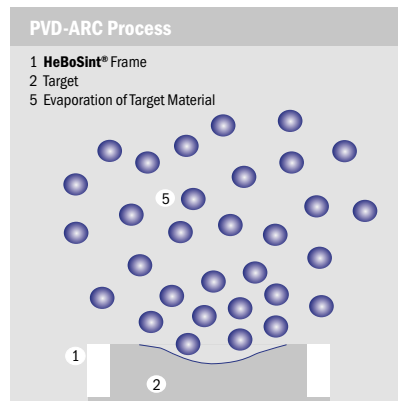 PVD-ARC Process
1 HeBoSint® Frame
2 Target
5 Evaporation of Target Material
5
1
2